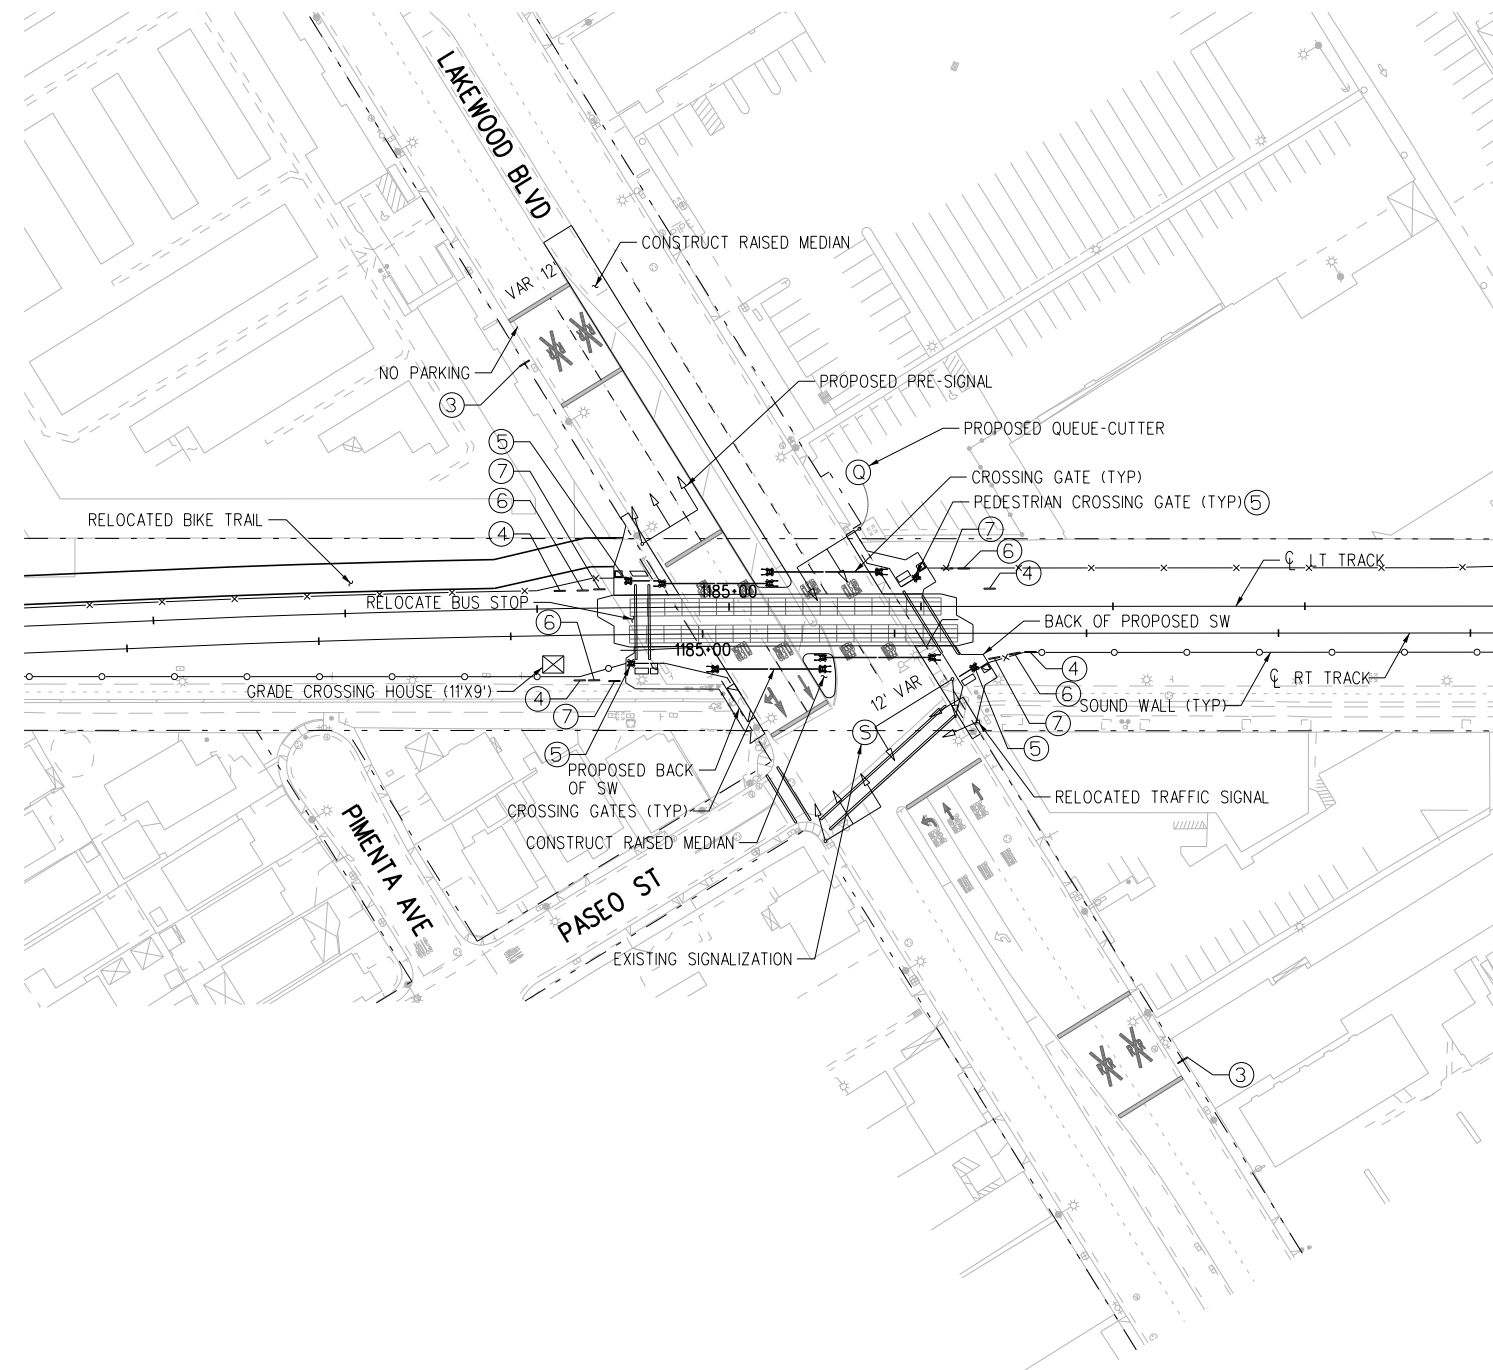 LAKEWOOD BLVD
PIPE
CONSTRUCT RAISED MEDIAN
VAR 12'
NO PARKING
3
PROPOSED PRE-SIGNAL
PROPOSED QUEUE-CUTTER
5
Q
7
CROSSING GATE (TYP)
6
PEDESTRIAN CROSSING GATE (TYP) 5
RELOCATED BIKE TRAIL
4
7
6
℄ LT TRACK
4
1185+00
RELOCATE BUS STOP
6
BACK OF PROPOSED SW
1185+00
4
GRADE CROSSING HOUSE (11'X9')
℄ RT TRACK
4
12' VAR
6
SOUND WALL (TYP)
7
7
S
5
5
PROPOSED BACK
OF SW
RELOCATED TRAFFIC SIGNAL
CROSSING GATES (TYP)
CONSTRUCT RAISED MEDIAN
PIMENTA AVE
PASEO ST
EXISTING SIGNALIZATION
3